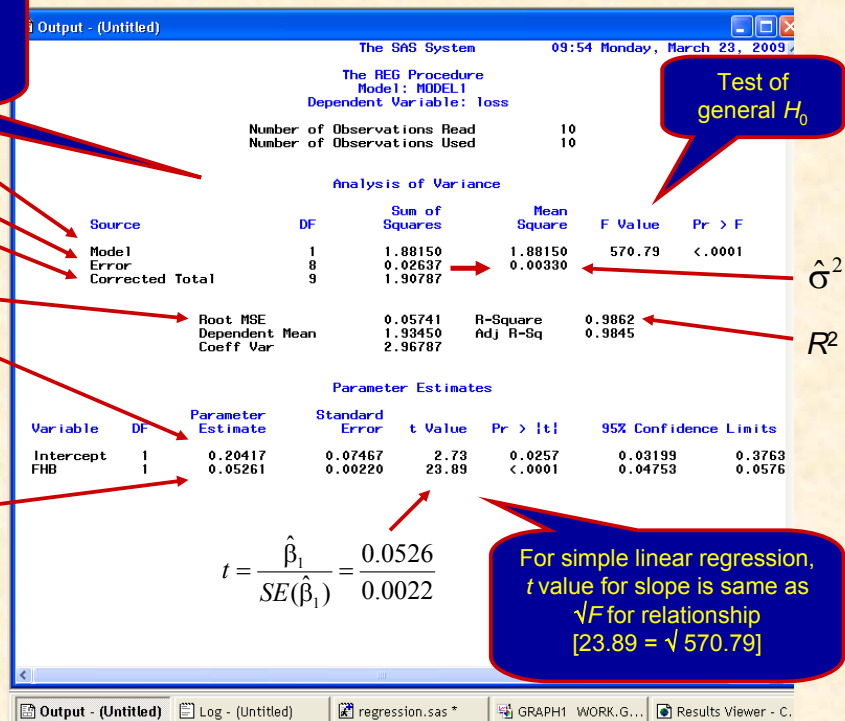 Output - (Untitled)
The SAS System 09:54 Monday, March 23, 2009
The REG Procedure
Model: MODEL1
Dependent Variable: loss
Number of Observations Read 10
Number of Observations Used 10
Test of
general H₀
Analysis of Variance
Sum of Mean
Source DF Squares Square F Value Pr > F
Model 1 1.88150 1.88150 570.79 <.0001
Error 8 0.02637 0.00330
Corrected Total 9 1.90787
σ̂²
Root MSE 0.05741 R-Square 0.9862
Dependent Mean 1.93450 Adj R-Sq 0.9845
Coeff Var 2.96787
R²
Parameter Estimates
Parameter Standard
Variable DF Estimate Error t Value Pr > |t| 95% Confidence Limits
Intercept 1 0.20417 0.07467 2.73 0.0257 0.03199 0.3763
FHB 1 0.05261 0.00220 23.89 <.0001 0.04753 0.0576
t = β̂₁ / SE(β̂₁) = 0.0526 / 0.0022
For simple linear regression,
t value for slope is same as
√F for relationship
[23.89 = √ 570.79]
Output - (Untitled) Log - (Untitled) regression.sas * GRAPH1 WORK.G... Results Viewer - C.